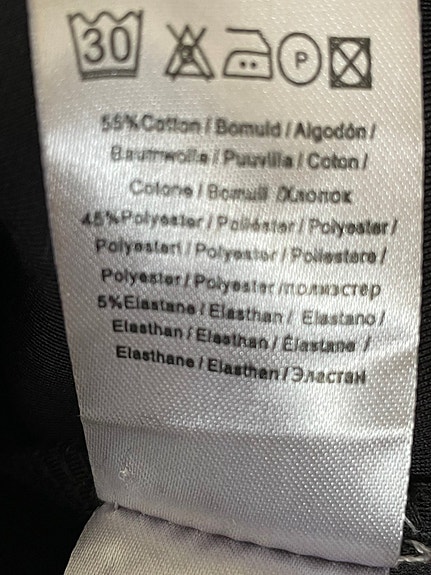 30 P
55%Cotton / Bomuld / Algodón /
Baumwolle / Puuvilla / Coton /
Cotone / Bomull /Хлопок
45%Polyester / Poliéster / Polyester /
Polyesteri / Polyester / Poliestere /
Polyester / Polyester /полиэстер
5%Elastane / Elasthan / Elastano /
Elasthan / Elasthan / Élastane /
Elasthane / Elasthan / Эластан